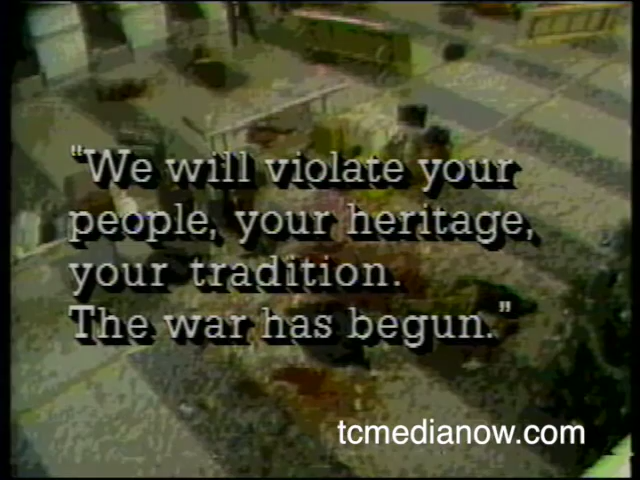 "We will violate your
people, your heritage,
your tradition.
The war has begun."
tcmedianow.com